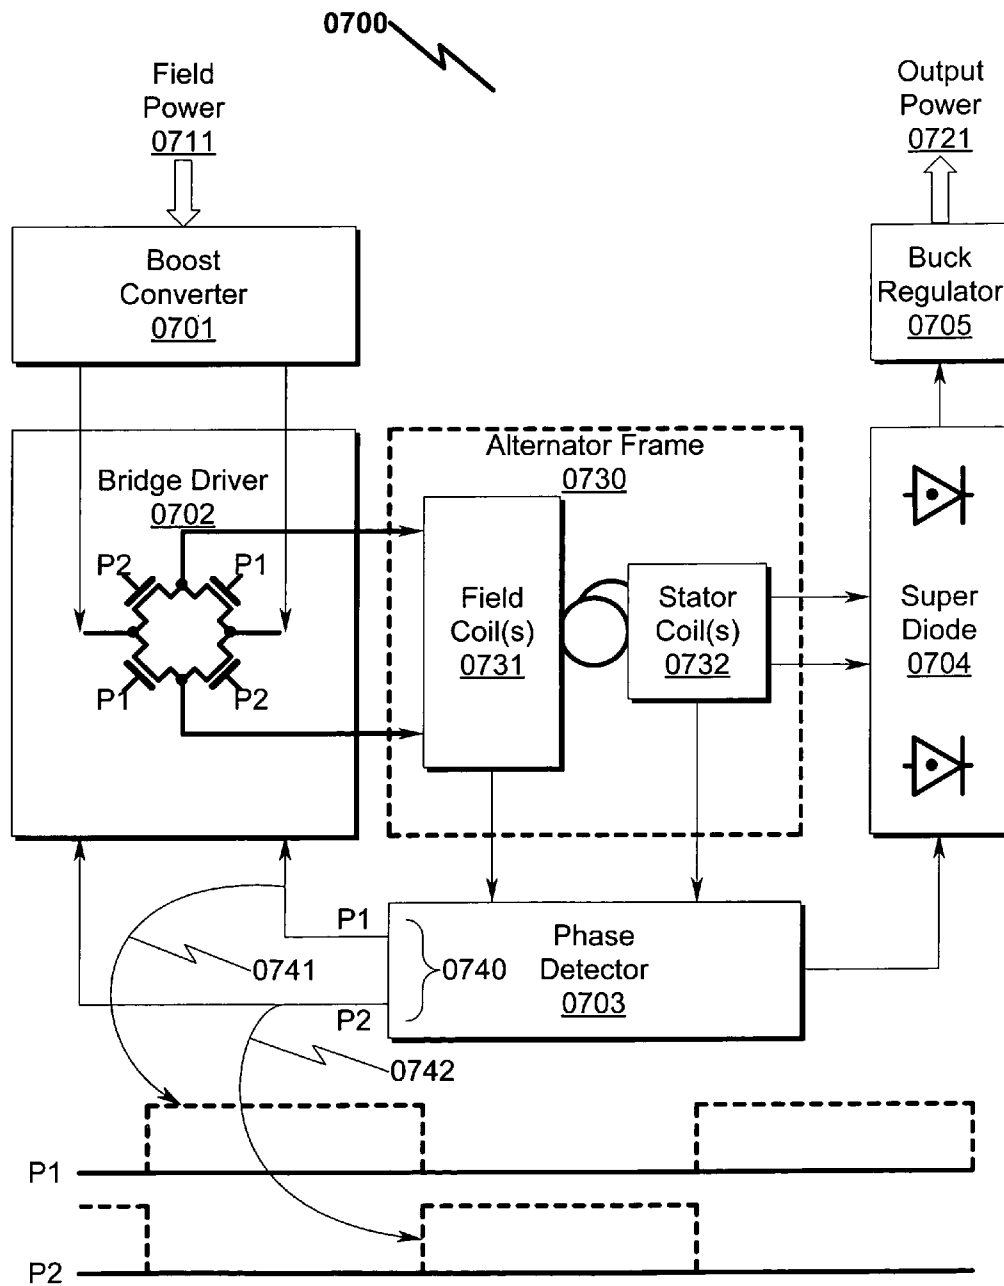 0700
Field
Power
0711
Output
Power
0721
Boost
Converter
0701
Buck
Regulator
0705
Bridge Driver
0702
P2
P1
P1
P2
Alternator Frame
0730
Field
Coil(s)
0731
Stator
Coil(s)
0732
Super
Diode
0704
P1
P2
0740
Phase
Detector
0703
0741
0742
P1
P2